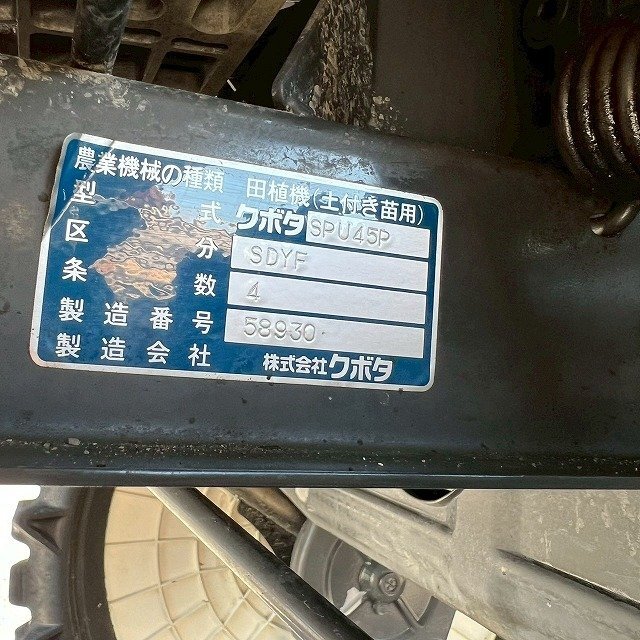 農業機械の種類 田植機(土付き苗用)
型式 クボタ SPU45P
区分 SDYF
条数 4
製造番号 58930
製造会社 株式会社クボタ